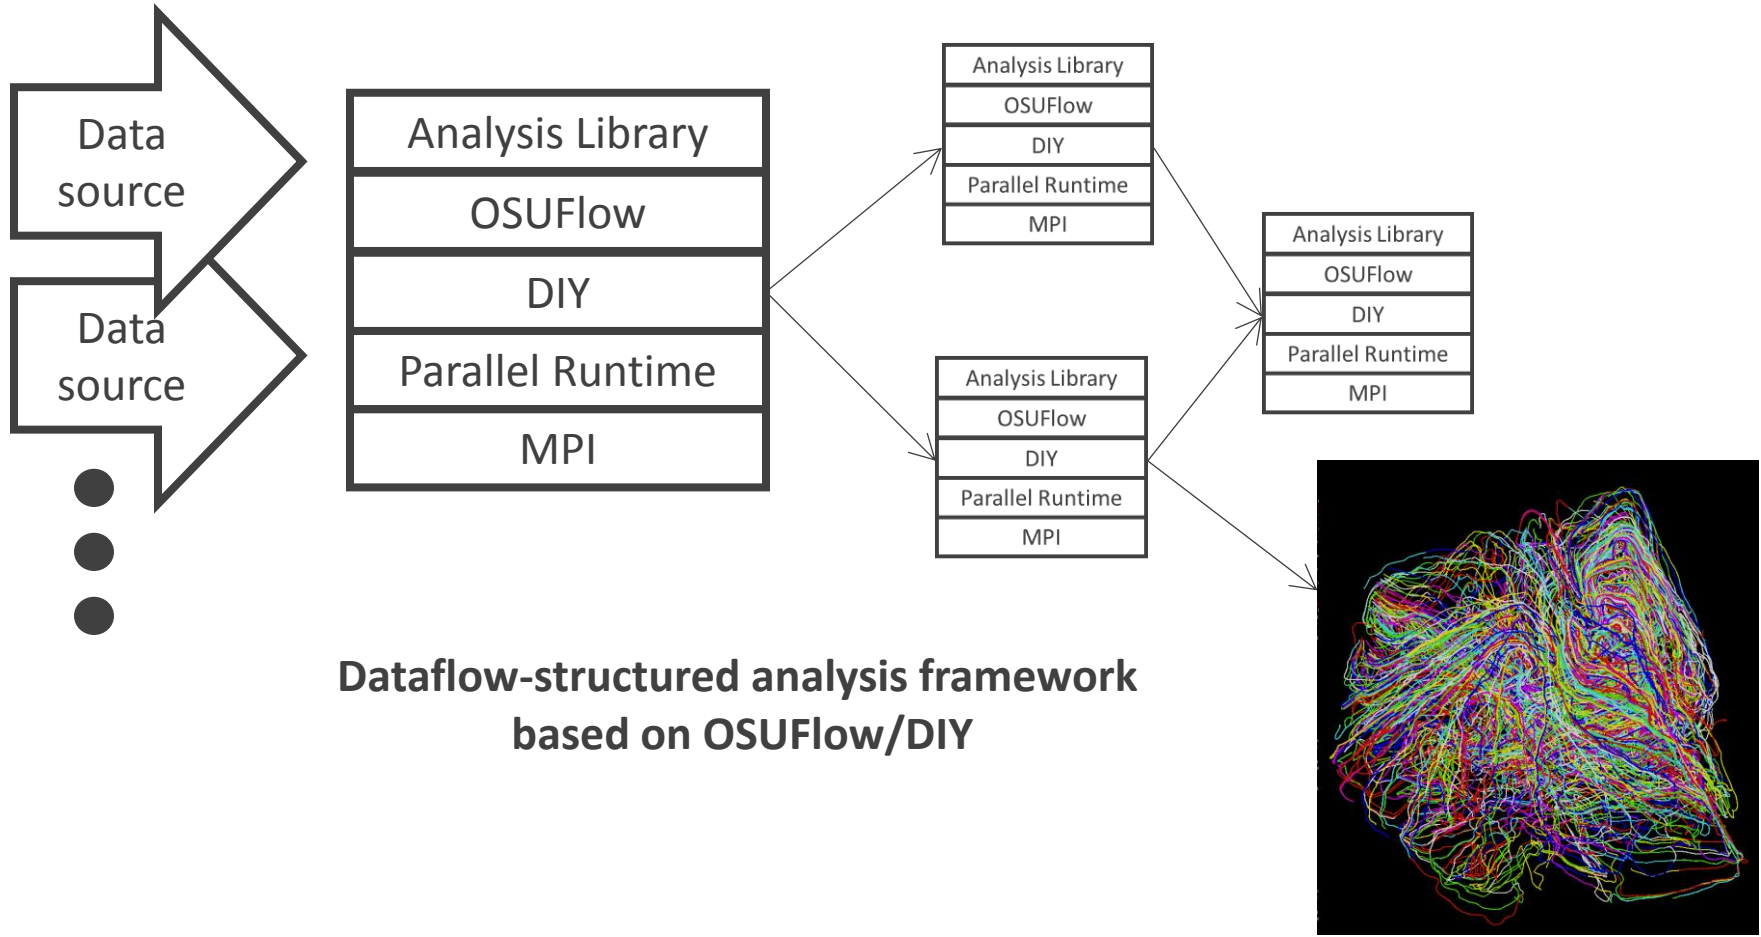 Data
source
Data
source
Analysis Library
OSUFlow
DIY
Parallel Runtime
MPI
Analysis Library
OSUFlow
DIY
Parallel Runtime
MPI
Analysis Library
OSUFlow
DIY
Parallel Runtime
MPI
Analysis Library
OSUFlow
DIY
Parallel Runtime
MPI
Dataflow-structured analysis framework
based on OSUFlow/DIY